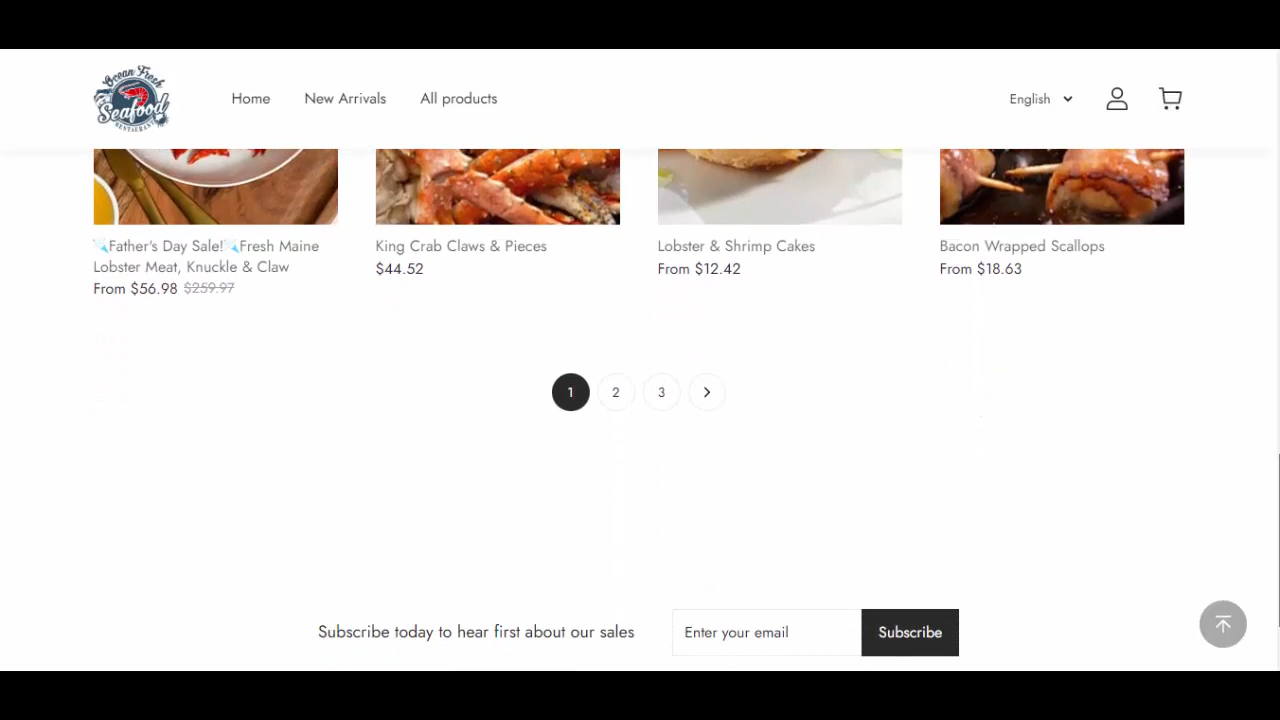 Ocean Fresh
Seafood
RESTAURANT
Home
New Arrivals
All products
English
Father's Day Sale! Fresh Maine
Lobster Meat, Knuckle & Claw
From $56.98 $259.97
King Crab Claws & Pieces
$44.52
Lobster & Shrimp Cakes
From $12.42
Bacon Wrapped Scallops
From $18.63
1 2 3
Subscribe today to hear first about our sales
Enter your email
Subscribe